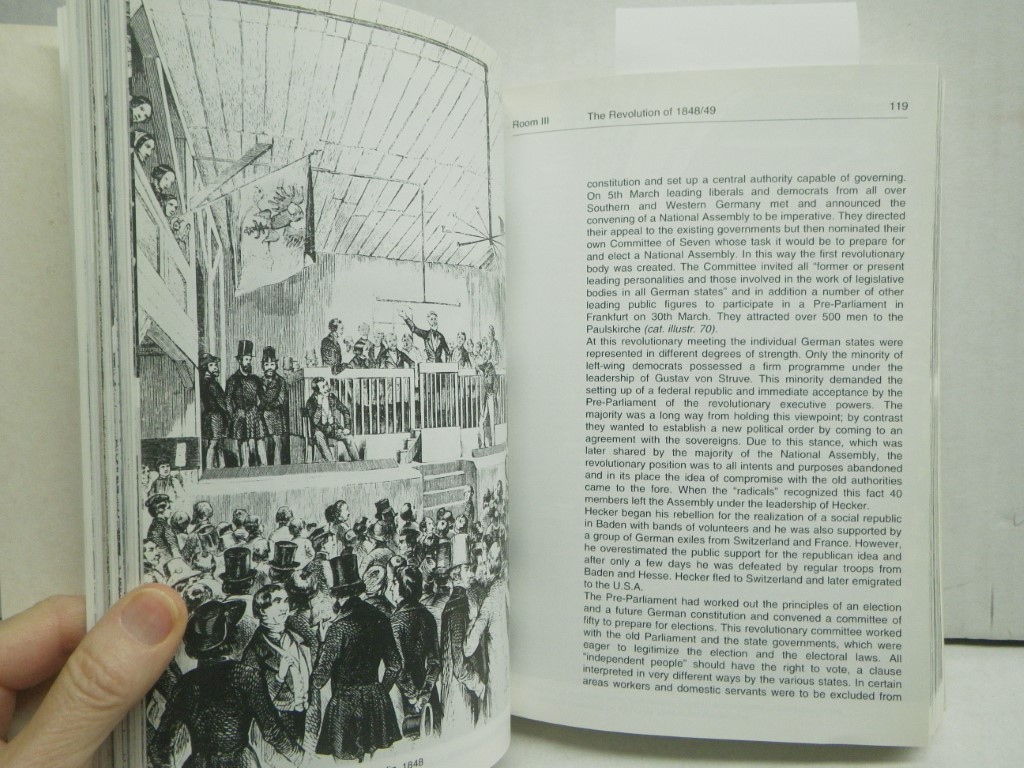 1848
Room III The Revolution of 1848/49 119
constitution and set up a central authority capable of governing.
On 5th March leading liberals and democrats from all over
Southern and Western Germany met and announced the
convening of a National Assembly to be imperative. They directed
their appeal to the existing governments but then nominated their
own Committee of Seven whose task it would be to prepare for
and elect a National Assembly. In this way the first revolutionary
body was created. The Committee invited all "former or present
leading personalities and those involved in the work of legislative
bodies in all German states" and in addition a number of other
leading public figures to participate in a Pre-Parliament in
Frankfurt on 30th March. They attracted over 500 men to the
Paulskirche (cat. illustr. 70).
At this revolutionary meeting the individual German states were
represented in different degrees of strength. Only the minority of
left-wing democrats possessed a firm programme under the
leadership of Gustav von Struve. This minority demanded the
setting up of a federal republic and immediate acceptance by the
Pre-Parliament of the revolutionary executive powers. The
majority was a long way from holding this viewpoint; by contrast
they wanted to establish a new political order by coming to an
agreement with the sovereigns. Due to this stance, which was
later shared by the majority of the National Assembly, the
revolutionary position was to all intents and purposes abandoned
and in its place the idea of compromise with the old authorities
came to the fore. When the "radicals" recognized this fact 40
members left the Assembly under the leadership of Hecker.
Hecker began his rebellion for the realization of a social republic
in Baden with bands of volunteers and he was also supported by
a group of German exiles from Switzerland and France. However,
he overestimated the public support for the republican idea and
after only a few days he was defeated by regular troops from
Baden and Hesse. Hecker fled to Switzerland and later emigrated
to the U.S.A.
The Pre-Parliament had worked out the principles of an election
and a future German constitution and convened a committee of
fifty to prepare for elections. This revolutionary committee worked
with the old Parliament and the state governments, which were
eager to legitimize the election and the electoral laws. All
"independent people" should have the right to vote, a clause
interpreted in very different ways by the various states. In certain
areas workers and domestic servants were to be excluded from